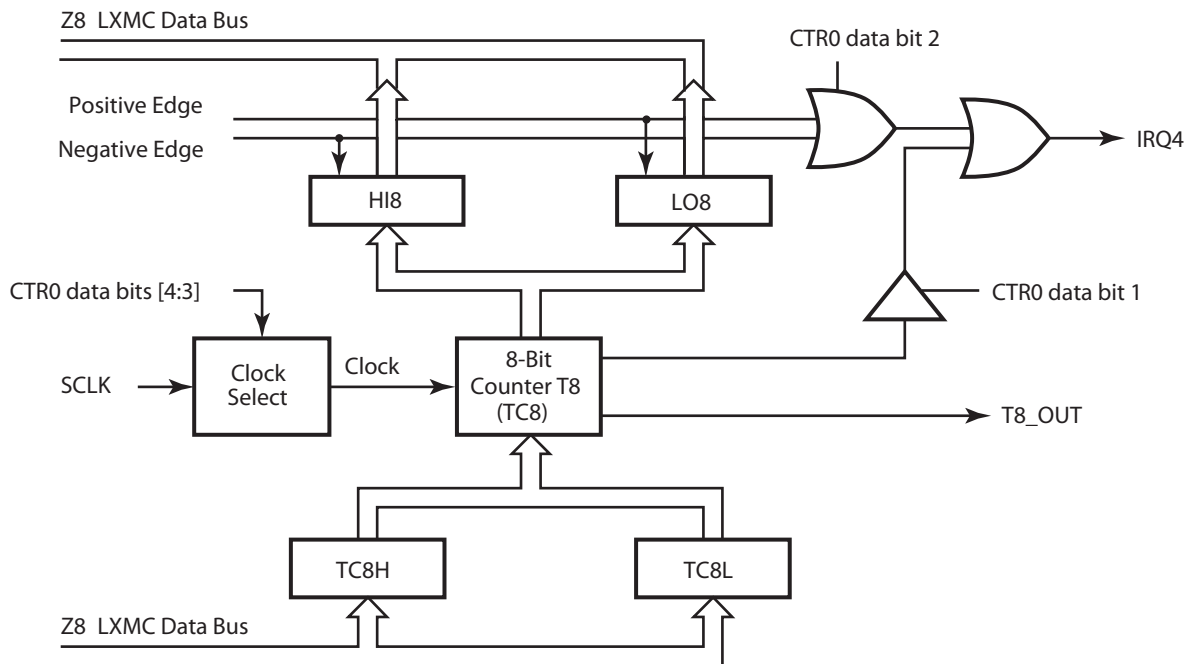 Z8 LXMC Data Bus
CTR0 data bit 2
Positive Edge
Negative Edge
IRQ4
HI8
LO8
CTR0 data bits [4:3]
CTR0 data bit 1
SCLK
Clock
Select
Clock
8-Bit
Counter T8
(TC8)
T8_OUT
TC8H
TC8L
Z8 LXMC Data Bus